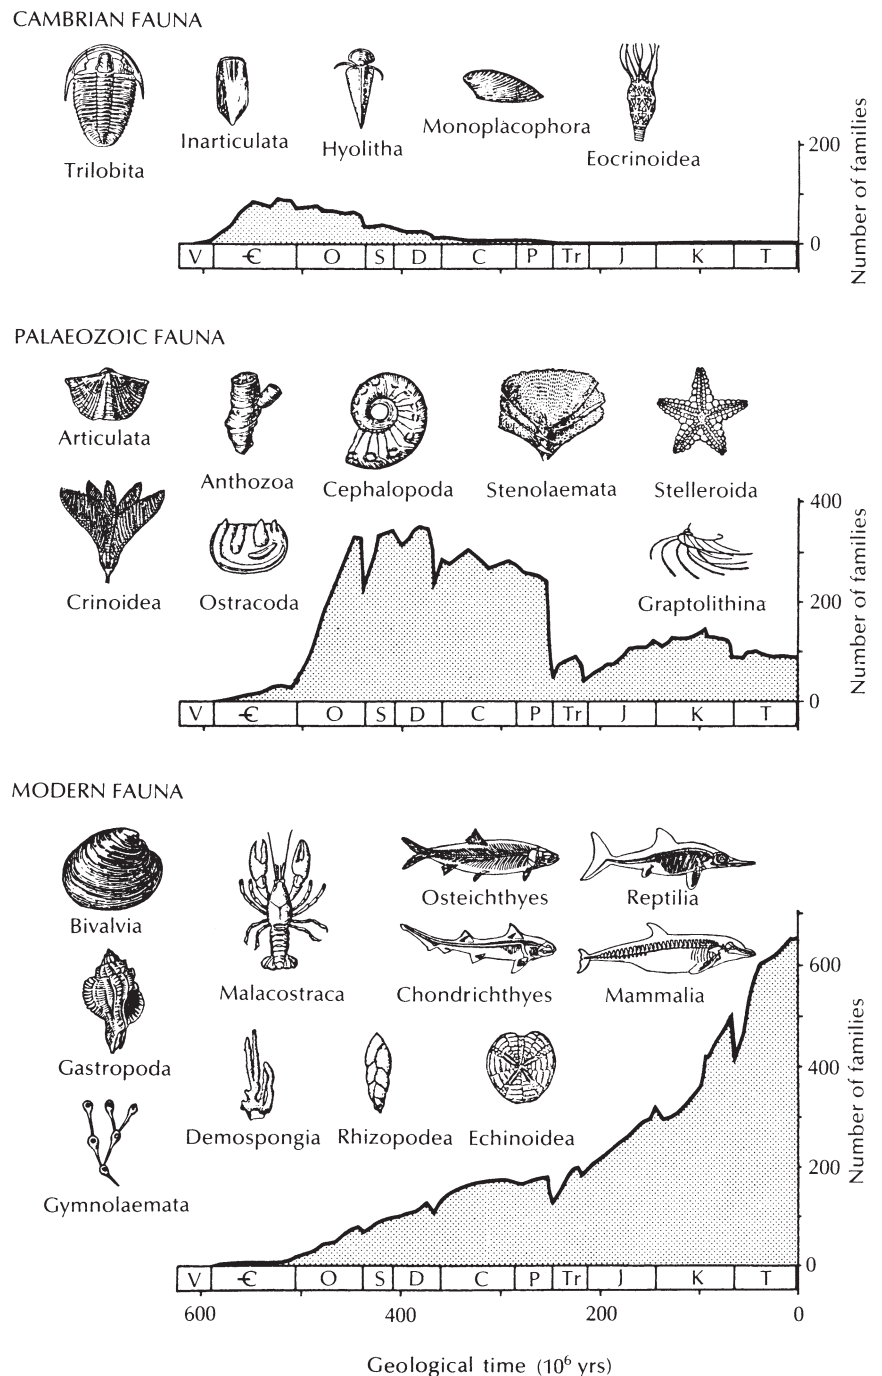 CAMBRIAN FAUNA
Trilobita
Inarticulata
Hyolitha
Monoplacophora
Eocrinoidea
200
0
Number of families
V Є O S D C P Tr J K T
PALAEOZOIC FAUNA
Articulata
Anthozoa
Cephalopoda
Stenolaemata
Stelleroida
Crinoidea
Ostracoda
Graptolithina
400
200
0
Number of families
V Є O S D C P Tr J K T
MODERN FAUNA
Bivalvia
Malacostraca
Osteichthyes
Reptilia
Chondrichthyes
Mammalia
Gastropoda
Demospongia
Rhizopodea
Echinoidea
Gymnolaemata
600
400
200
0
Number of families
V Є O S D C P Tr J K T
600 400 200 0
Geological time (10⁶ yrs)